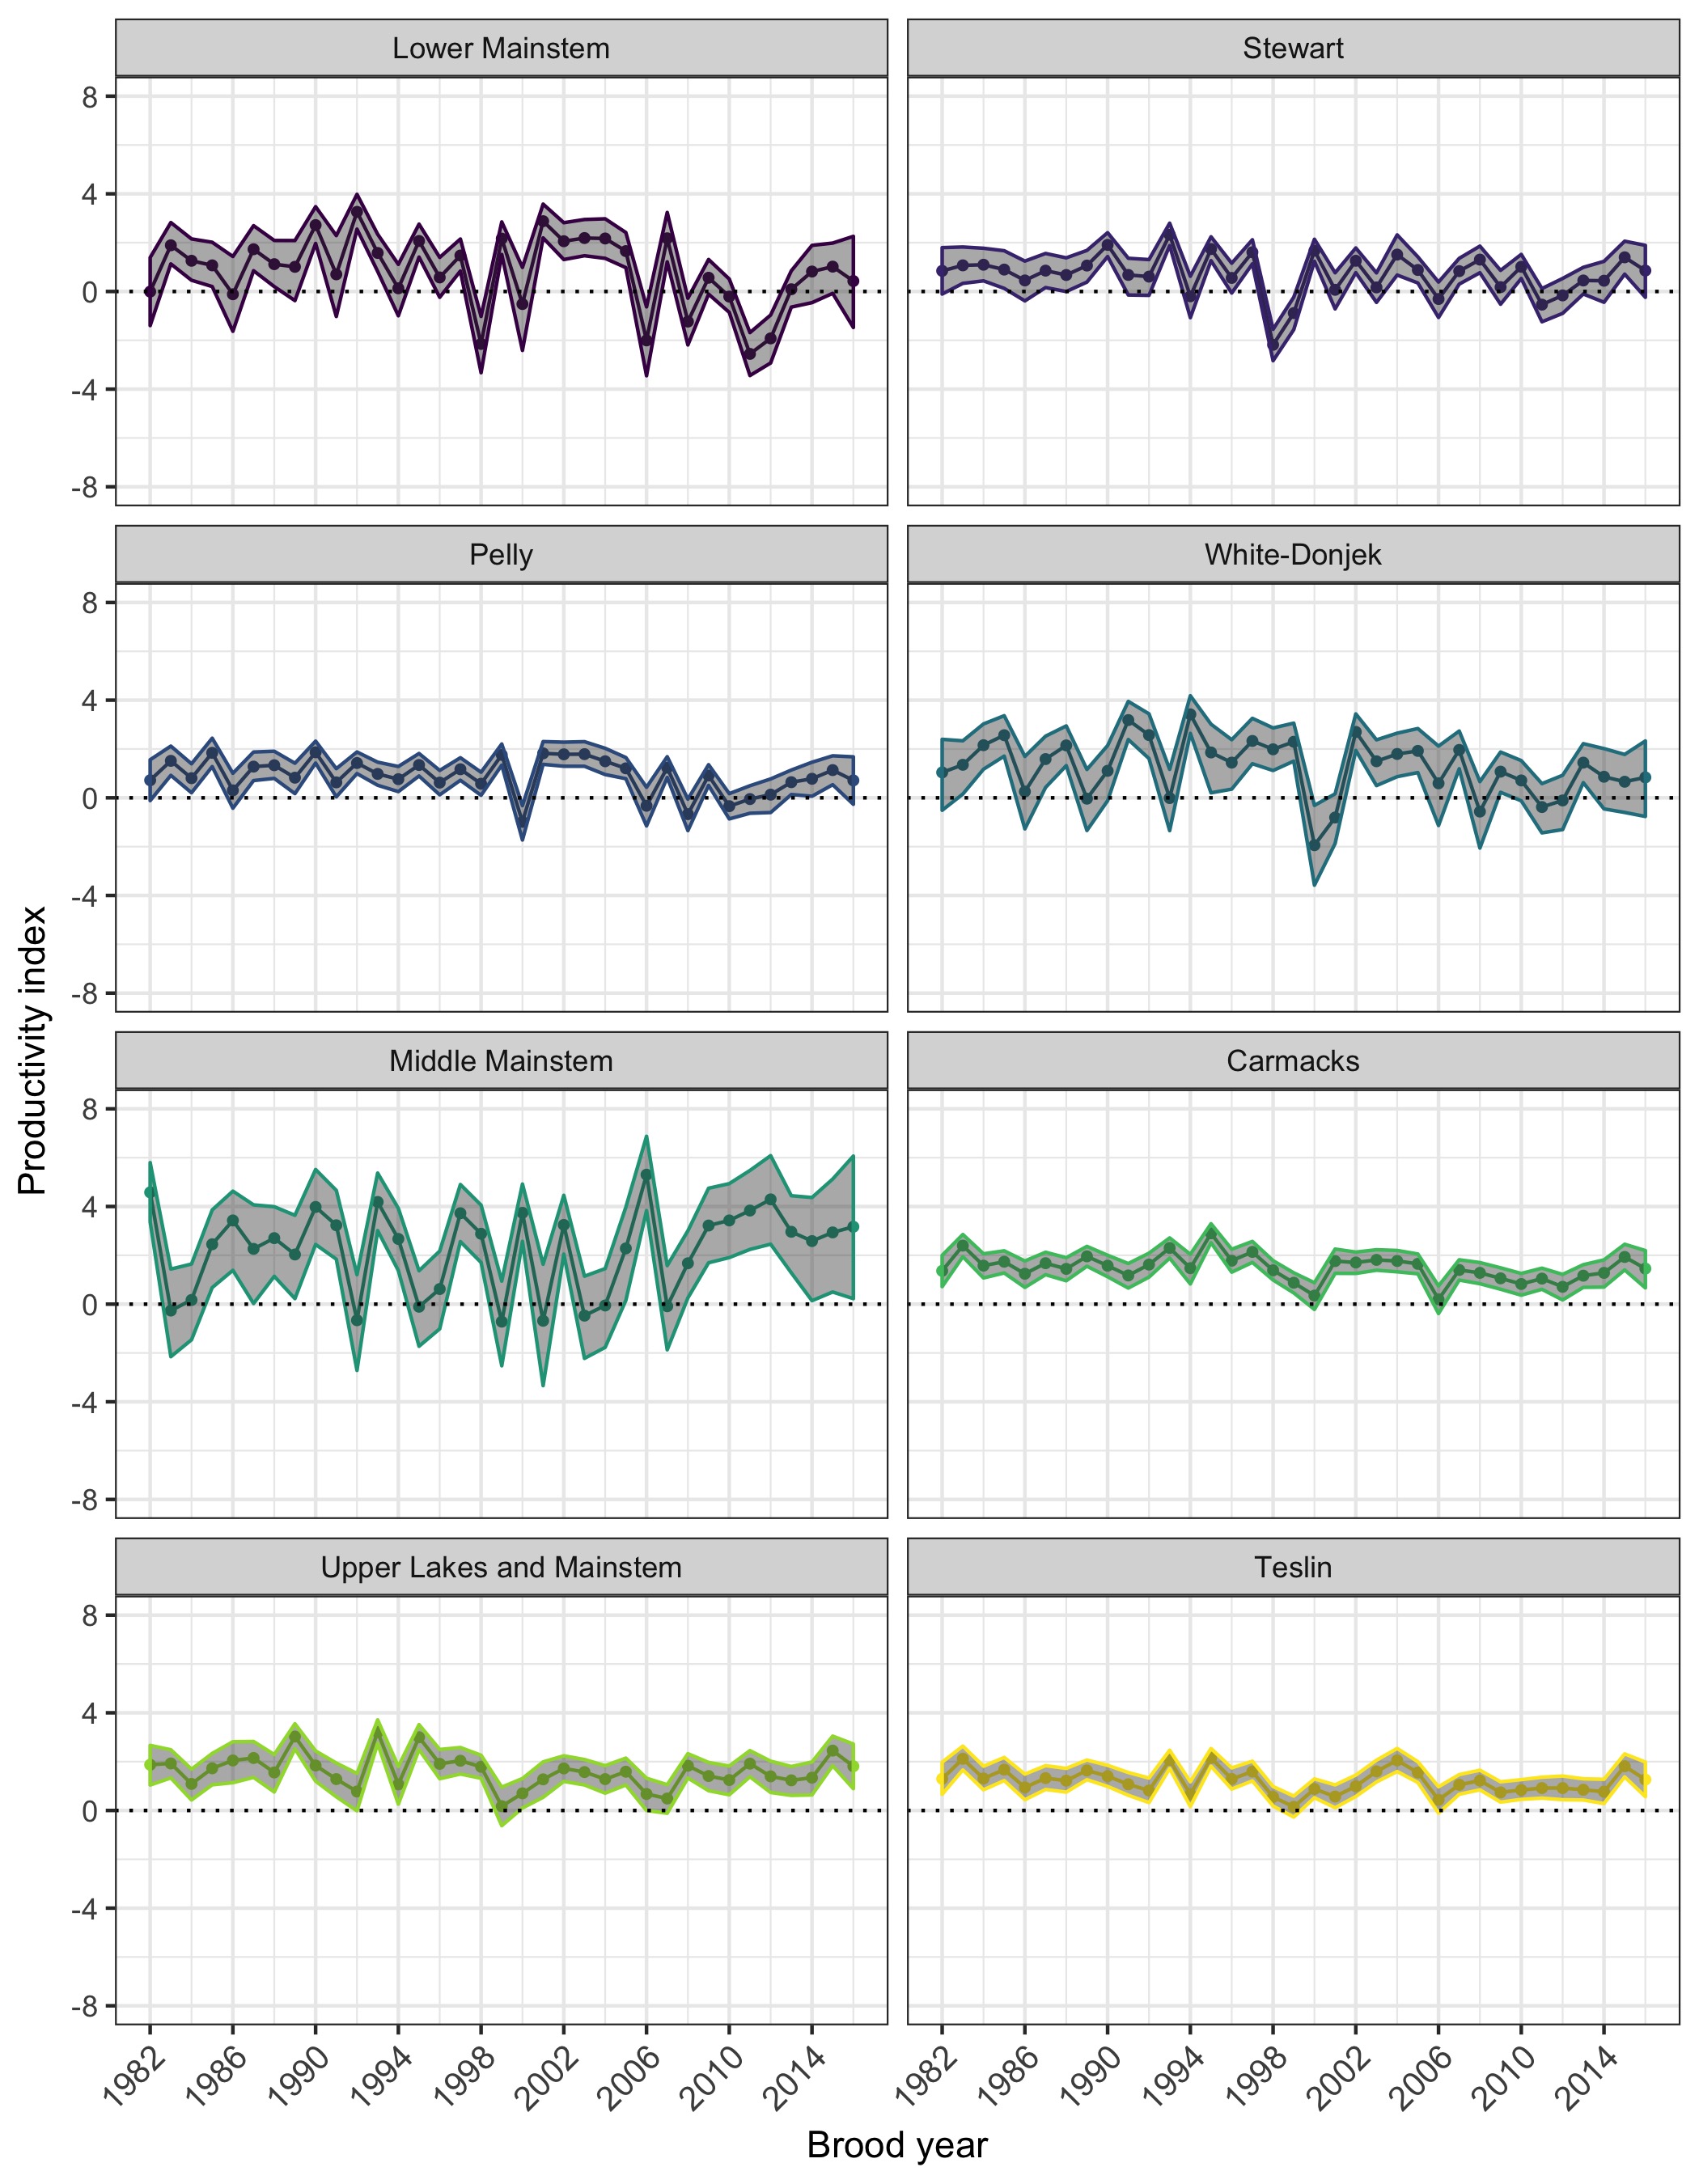 Lower Mainstem
Stewart
8
4
0
-4
-8
Pelly
White-Donjek
8
4
0
-4
-8
Productivity index
Middle Mainstem
Carmacks
8
4
0
-4
-8
Upper Lakes and Mainstem
Teslin
8
4
0
-4
-8
1982 1986 1990 1994 1998 2002 2006 2010 2014
1982 1986 1990 1994 1998 2002 2006 2010 2014
Brood year